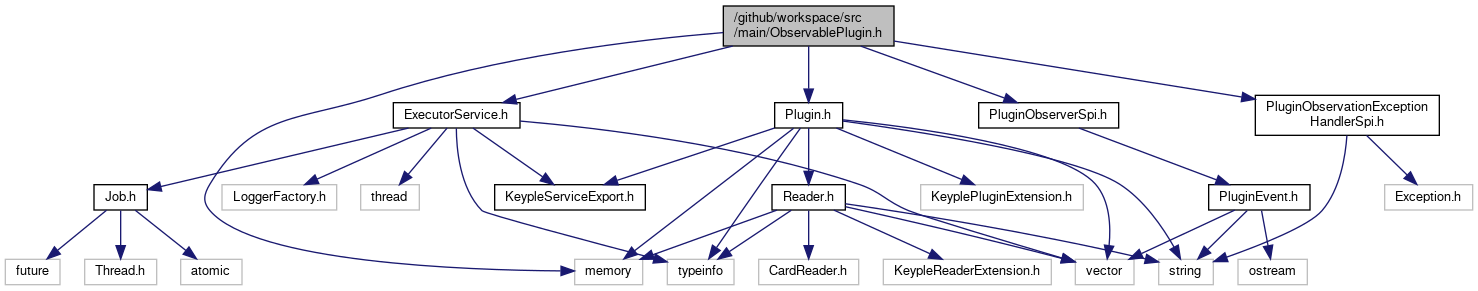 /github/workspace/src
/main/ObservablePlugin.h
ExecutorService.h
Plugin.h
PluginObserverSpi.h
PluginObservationException
HandlerSpi.h
Job.h
LoggerFactory.h
thread
KeypleServiceExport.h
Reader.h
KeyplePluginExtension.h
PluginEvent.h
Exception.h
future
Thread.h
atomic
memory
typeinfo
CardReader.h
KeypleReaderExtension.h
vector
string
ostream